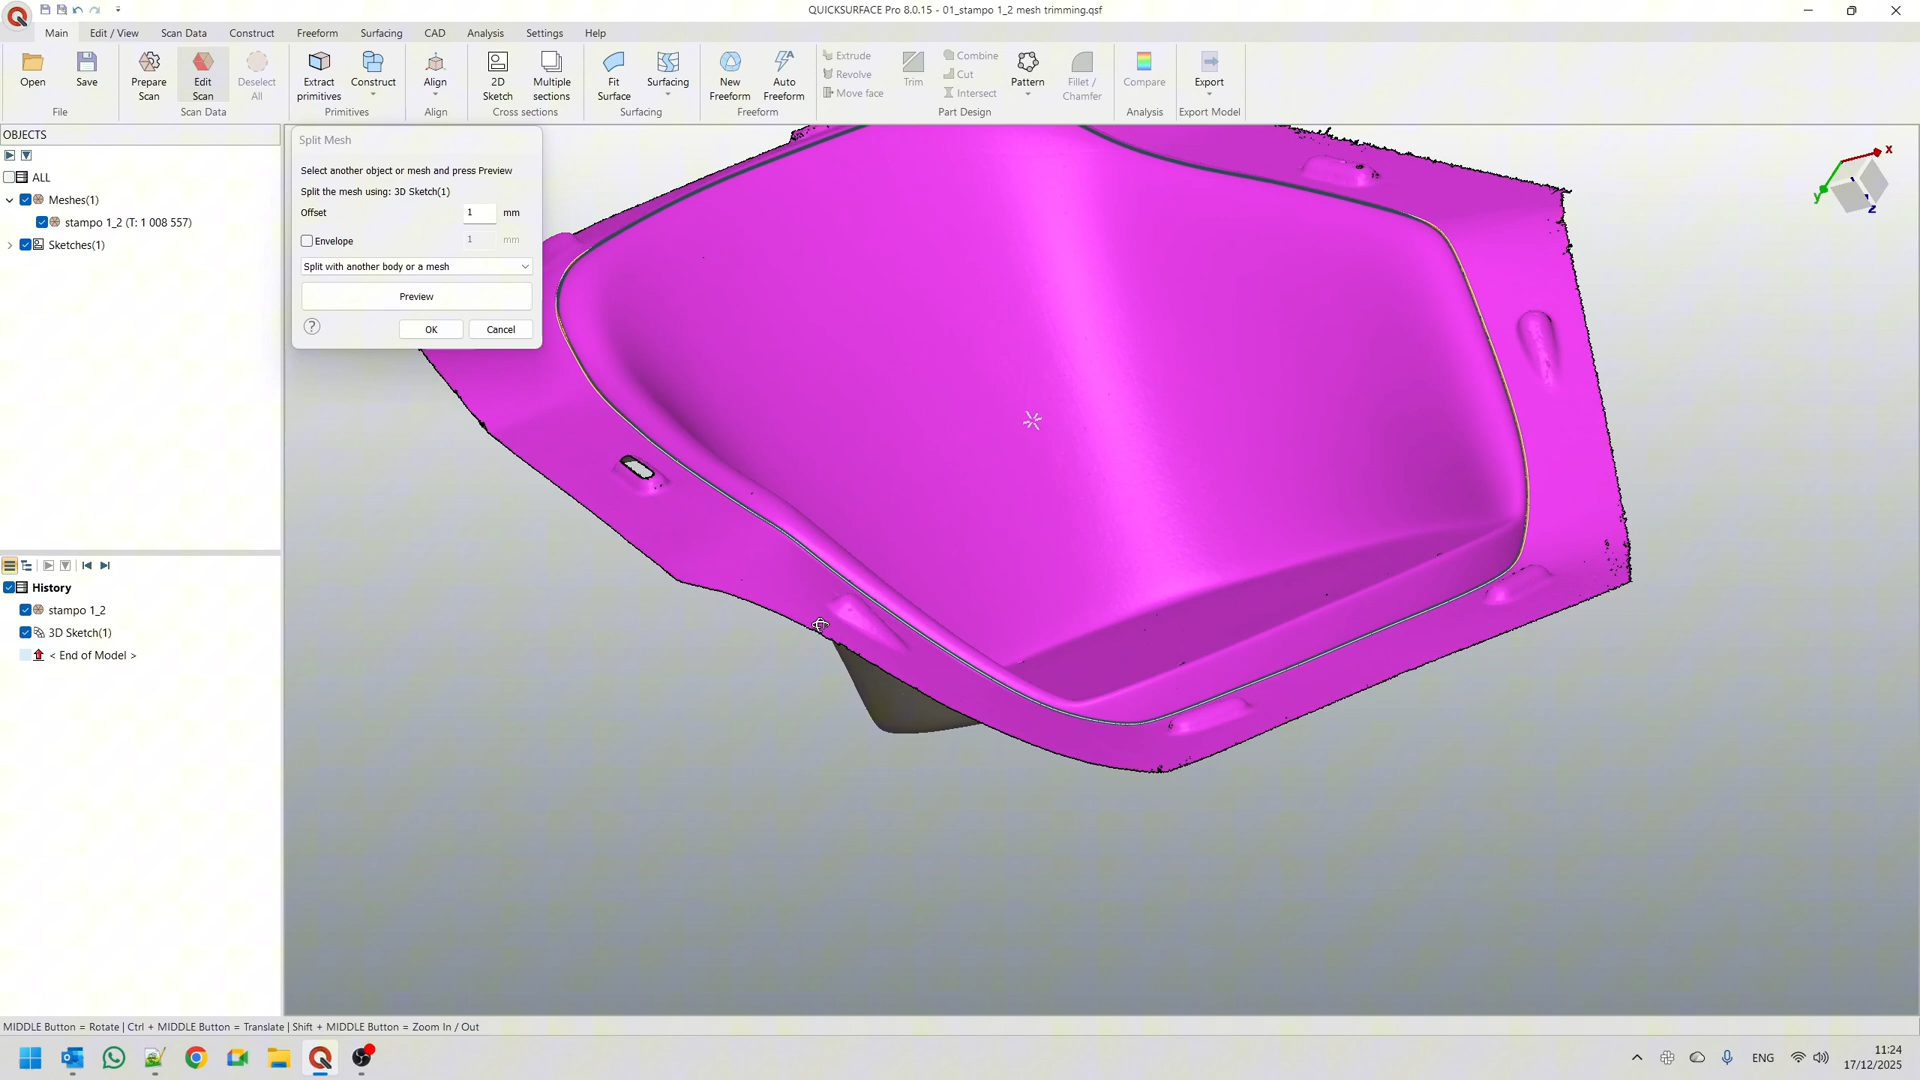 QUICKSURFACE Pro 8.0.15 - 01_stampo 1_2 mesh trimming.qsf
Main
Edit / View
Scan Data
Construct
Freeform
Surfacing
CAD
Analysis
Settings
Help
Open
Save
Prepare Scan
Edit Scan
Deselect All
Extract primitives
Construct
Align
2D Sketch
Multiple sections
Fit Surface
Surfacing
New Freeform
Auto Freeform
Extrude
Revolve
Move face
Trim
Combine
Cut
Intersect
Pattern
Fillet / Chamfer
Compare
Export
File
Scan Data
Primitives
Align
Cross sections
Surfacing
Freeform
Part Design
Analysis
Export Model
OBJECTS
ALL
Meshes(1)
stampo 1_2 (T: 1 008 557)
Sketches(1)
Split Mesh
Select another object or mesh and press Preview
Split the mesh using: 3D Sketch(1)
Offset 1 mm
Envelope 1 mm
Split with another body or a mesh
Preview
?
OK
Cancel
x
y
z
History
stampo 1_2
3D Sketch(1)
< End of Model >
MIDDLE Button = Rotate | Ctrl + MIDDLE Button = Translate | Shift + MIDDLE Button = Zoom In / Out
ENG
11:24
17/12/2025